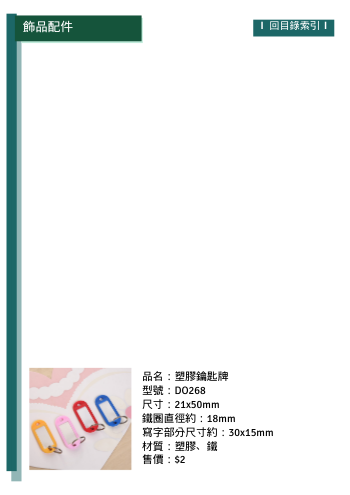 飾品配件
回目錄索引
品名：塑膠鑰匙牌
型號：DO268
尺寸：21x50mm
鐵圈直徑約：18mm
寫字部分尺寸約：30x15mm
材質：塑膠、鐵
售價：$2